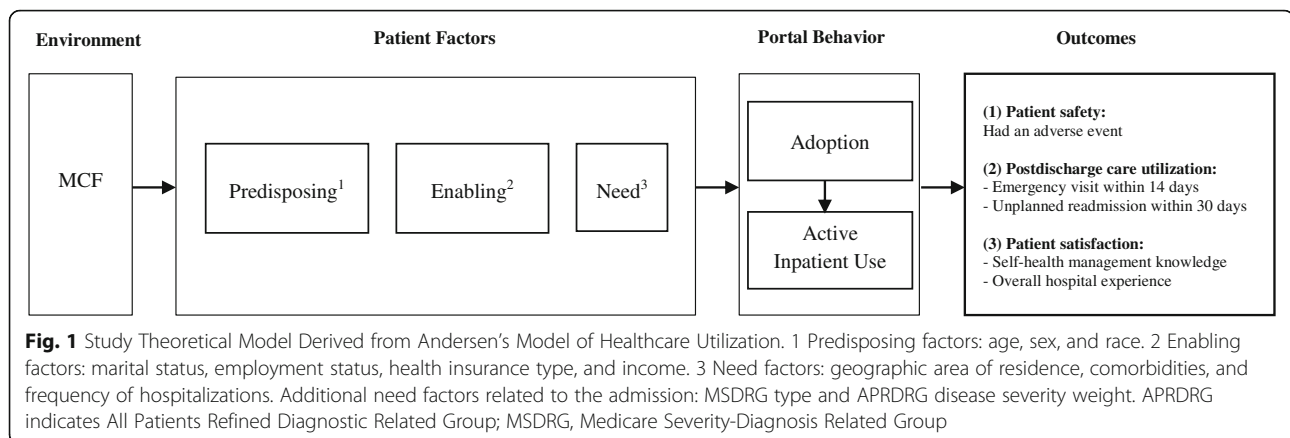 Environment
Patient Factors
Portal Behavior
Outcomes
MCF
Predisposing1
Enabling2
Need3
Adoption
Active
Inpatient Use
(1) Patient safety:
Had an adverse event
(2) Postdischarge care utilization:
- Emergency visit within 14 days
- Unplanned readmission within 30 days
(3) Patient satisfaction:
- Self-health management knowledge
- Overall hospital experience
Fig. 1 Study Theoretical Model Derived from Andersen's Model of Healthcare Utilization. 1 Predisposing factors: age, sex, and race. 2 Enabling
factors: marital status, employment status, health insurance type, and income. 3 Need factors: geographic area of residence, comorbidities, and
frequency of hospitalizations. Additional need factors related to the admission: MSDRG type and APRDRG disease severity weight. APRDRG
indicates All Patients Refined Diagnostic Related Group; MSDRG, Medicare Severity-Diagnosis Related Group